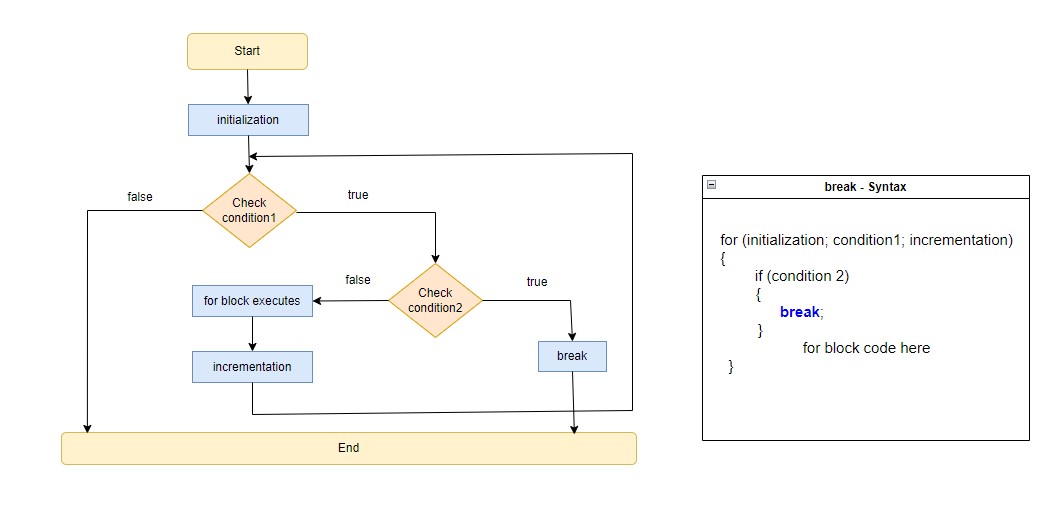 Start
initialization
false
true
Check
condition1
false
true
Check
condition2
for block executes
incrementation
break
End
break - Syntax
for (initialization; condition1; incrementation)
{
if (condition 2)
{
break;
}
for block code here
}